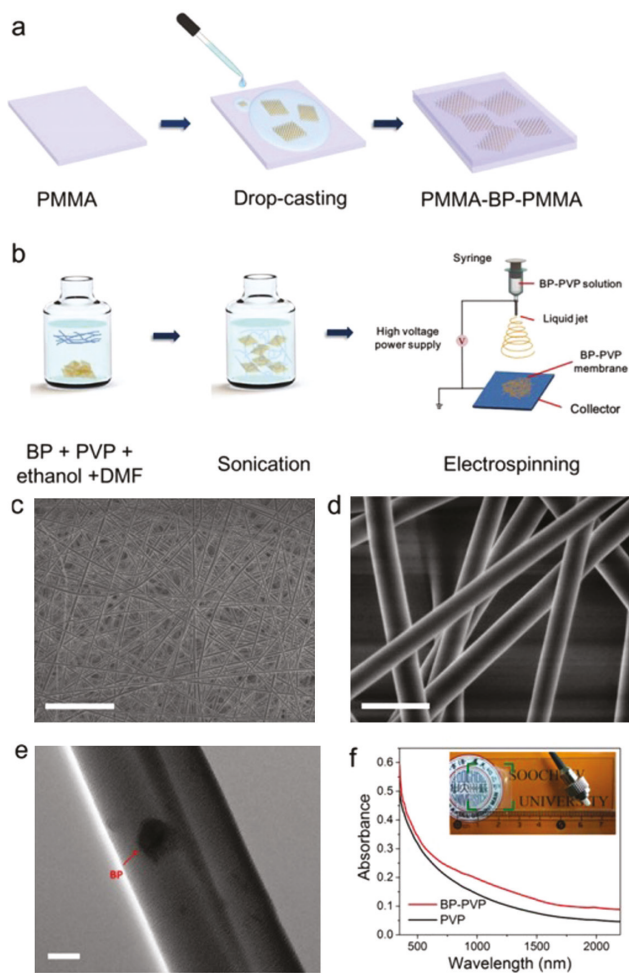 a
PMMA
Drop-casting
PMMA-BP-PMMA
b
Syringe
BP-PVP solution
Liquid jet
High voltage
power supply
V
BP-PVP
membrane
Collector
BP + PVP +
ethanol +DMF
Sonication
Electrospinning
c
d
e
BP
f
0.6
0.5
0.4
0.3
0.2
0.1
0.0
Absorbance
SOOCHOW
UNIVERSITY
BP-PVP
PVP
500
1000
1500
2000
Wavelength (nm)